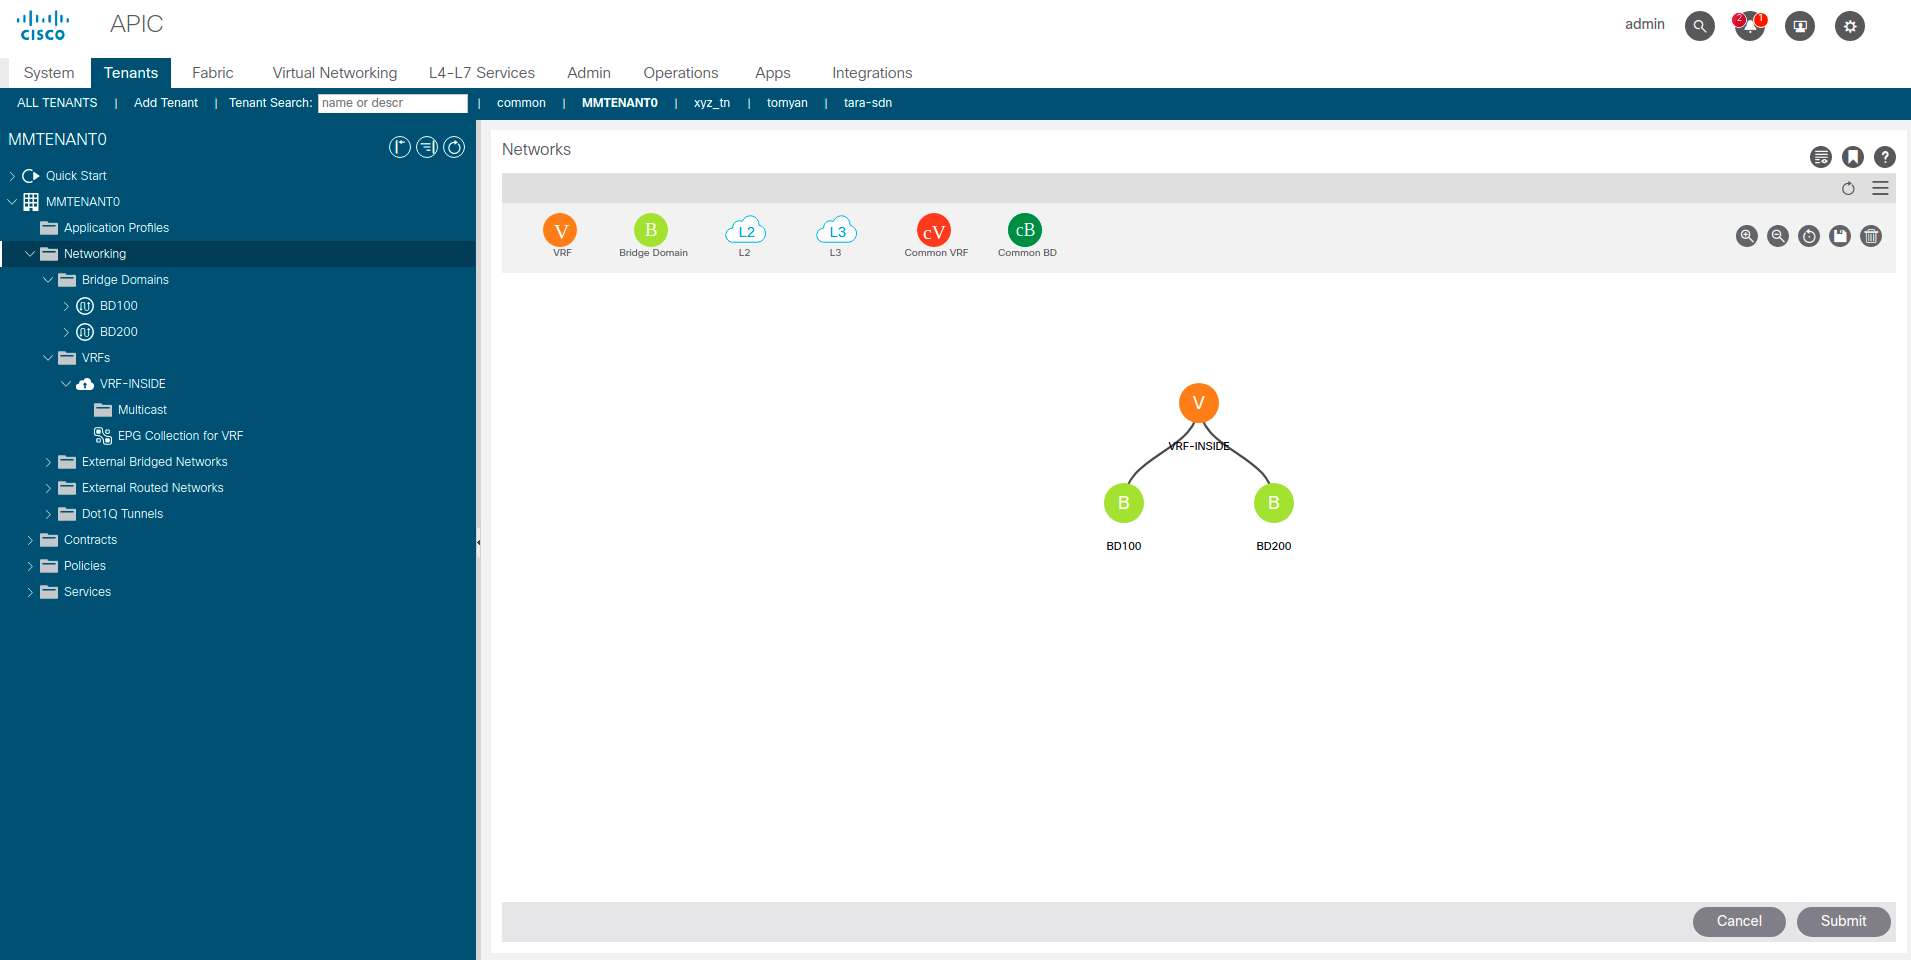 CISCO
APIC
admin
2
1
System Tenants Fabric Virtual Networking L4-L7 Services Admin Operations Apps Integrations
ALL TENANTS | Add Tenant | Tenant Search: name or descr | common | MMTENANT0 | xyz_tn | tomyan | tara-sdn
MMTENANT0
Quick Start
MMTENANT0
Application Profiles
Networking
Bridge Domains
BD100
BD200
VRFs
VRF-INSIDE
Multicast
EPG Collection for VRF
External Bridged Networks
External Routed Networks
Dot1Q Tunnels
Contracts
Policies
Services
Networks
?
V B L2 L3 cV cB
VRF Bridge Domain L2 L3 Common VRF Common BD
V
VRF-INSIDE
B B
BD100 BD200
Cancel Submit